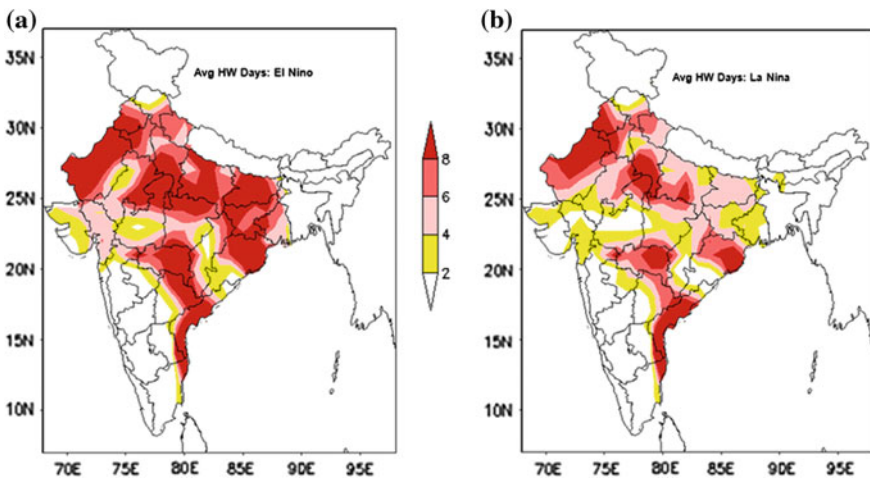 (a)
Avg HW Days: El Nino
35N
30N
25N
20N
15N
10N
70E 75E 80E 85E 90E 95E
8
6
4
2
(b)
Avg HW Days: La Nina
35N
30N
25N
20N
15N
10N
70E 75E 80E 85E 90E 95E